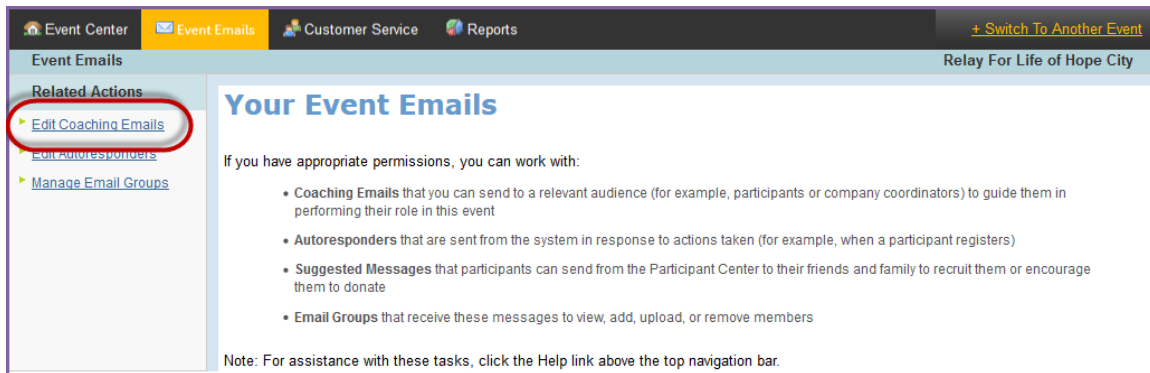 Event Center Event Emails Customer Service Reports + Switch To Another Event
Event Emails Relay For Life of Hope City
Related Actions
Edit Coaching Emails
Edit Autoresponders
Manage Email Groups
Your Event Emails
If you have appropriate permissions, you can work with:
• Coaching Emails that you can send to a relevant audience (for example, participants or company coordinators) to guide them in
performing their role in this event
• Autoresponders that are sent from the system in response to actions taken (for example, when a participant registers)
• Suggested Messages that participants can send from the Participant Center to their friends and family to recruit them or encourage
them to donate
• Email Groups that receive these messages to view, add, upload, or remove members
Note: For assistance with these tasks, click the Help link above the top navigation bar.